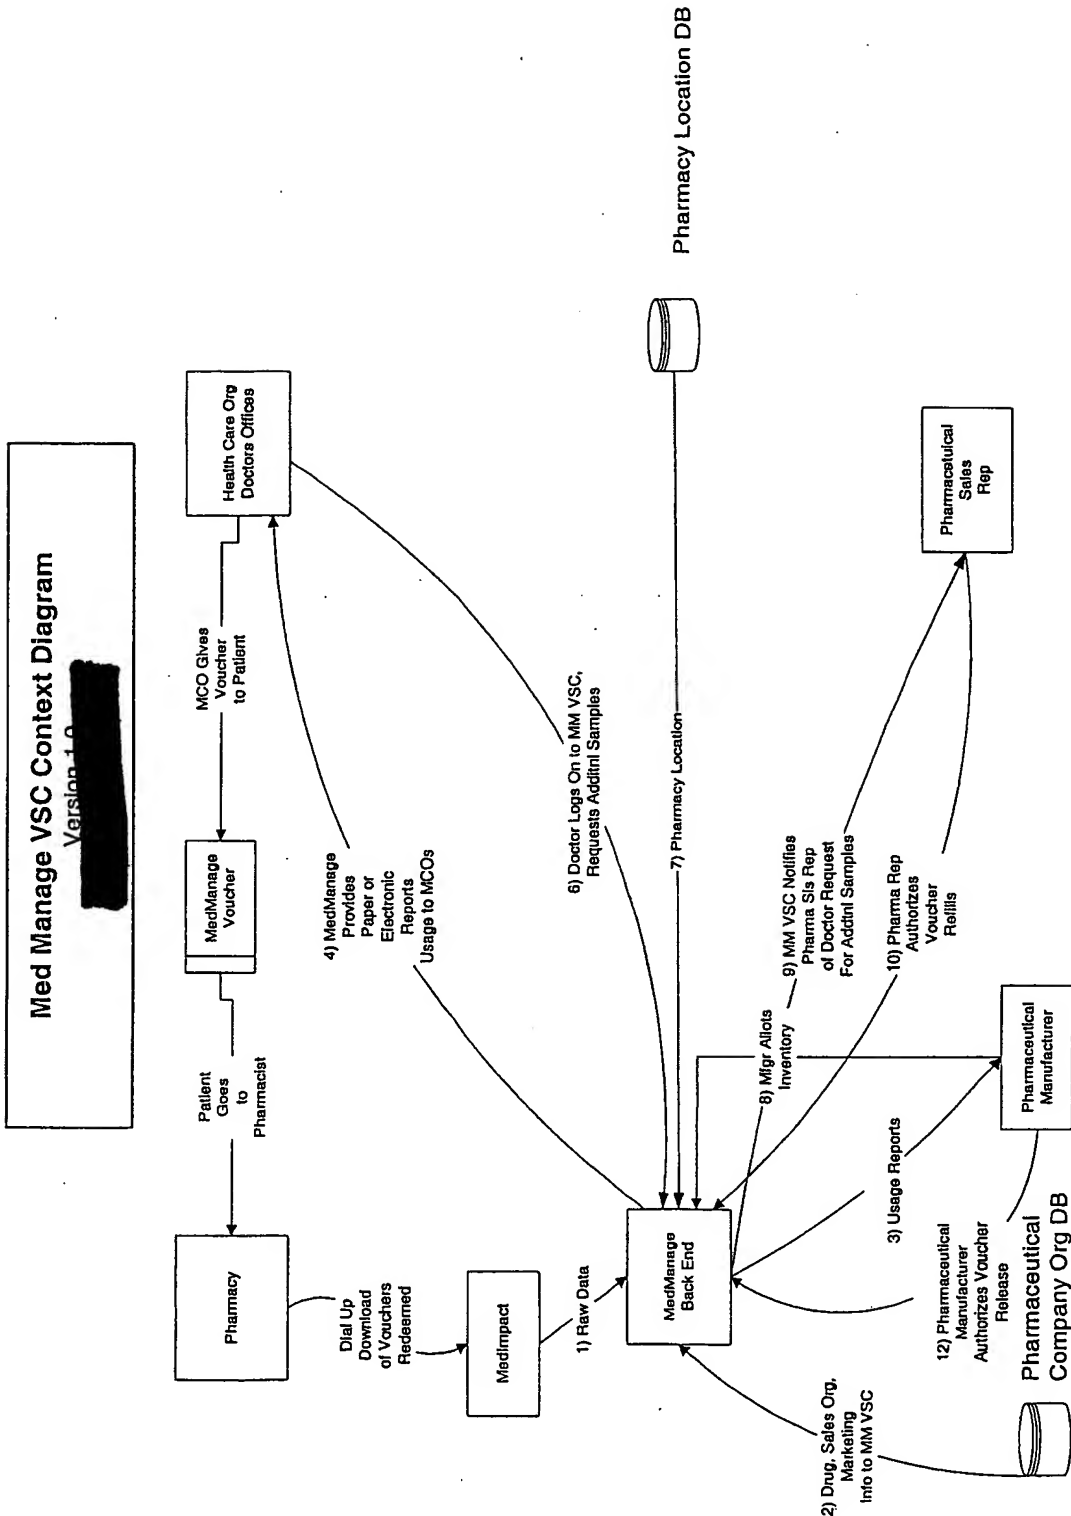 Med Manage VSC Context Diagram
Version 1.0
Pharmacy
Patient
Goes
to
Pharmacist
MedManage
Voucher
MCO Gives
Voucher
to Patient
Health Care Org
Doctors Offices
Dial Up
Download
of Vouchers
Redeemed
MedImpact
1) Raw Data
4) MedManage
Provides
Paper or
Electronic
Reports
Usage to MCOs
6) Doctor Logs On to MM VSC,
Requests Additnl Samples
MedManage
Back End
7) Pharmacy Location
Pharmacy Location DB
8) Mfgr Allots
Inventory
9) MM VSC Notifies
Pharma Sls Rep
of Doctor Request
For Addtnl Samples
10) Pharma Rep
Authorizes
Voucher
Refills
Pharmacetuical
Sales
Rep
2) Drug, Sales Org,
Marketing
Info to MM VSC
12) Pharmaceutical
Manufacturer
Authorizes Voucher
Release
3) Usage Reports
Pharmaceutical
Manufacturer
Pharmaceutical
Company Org DB